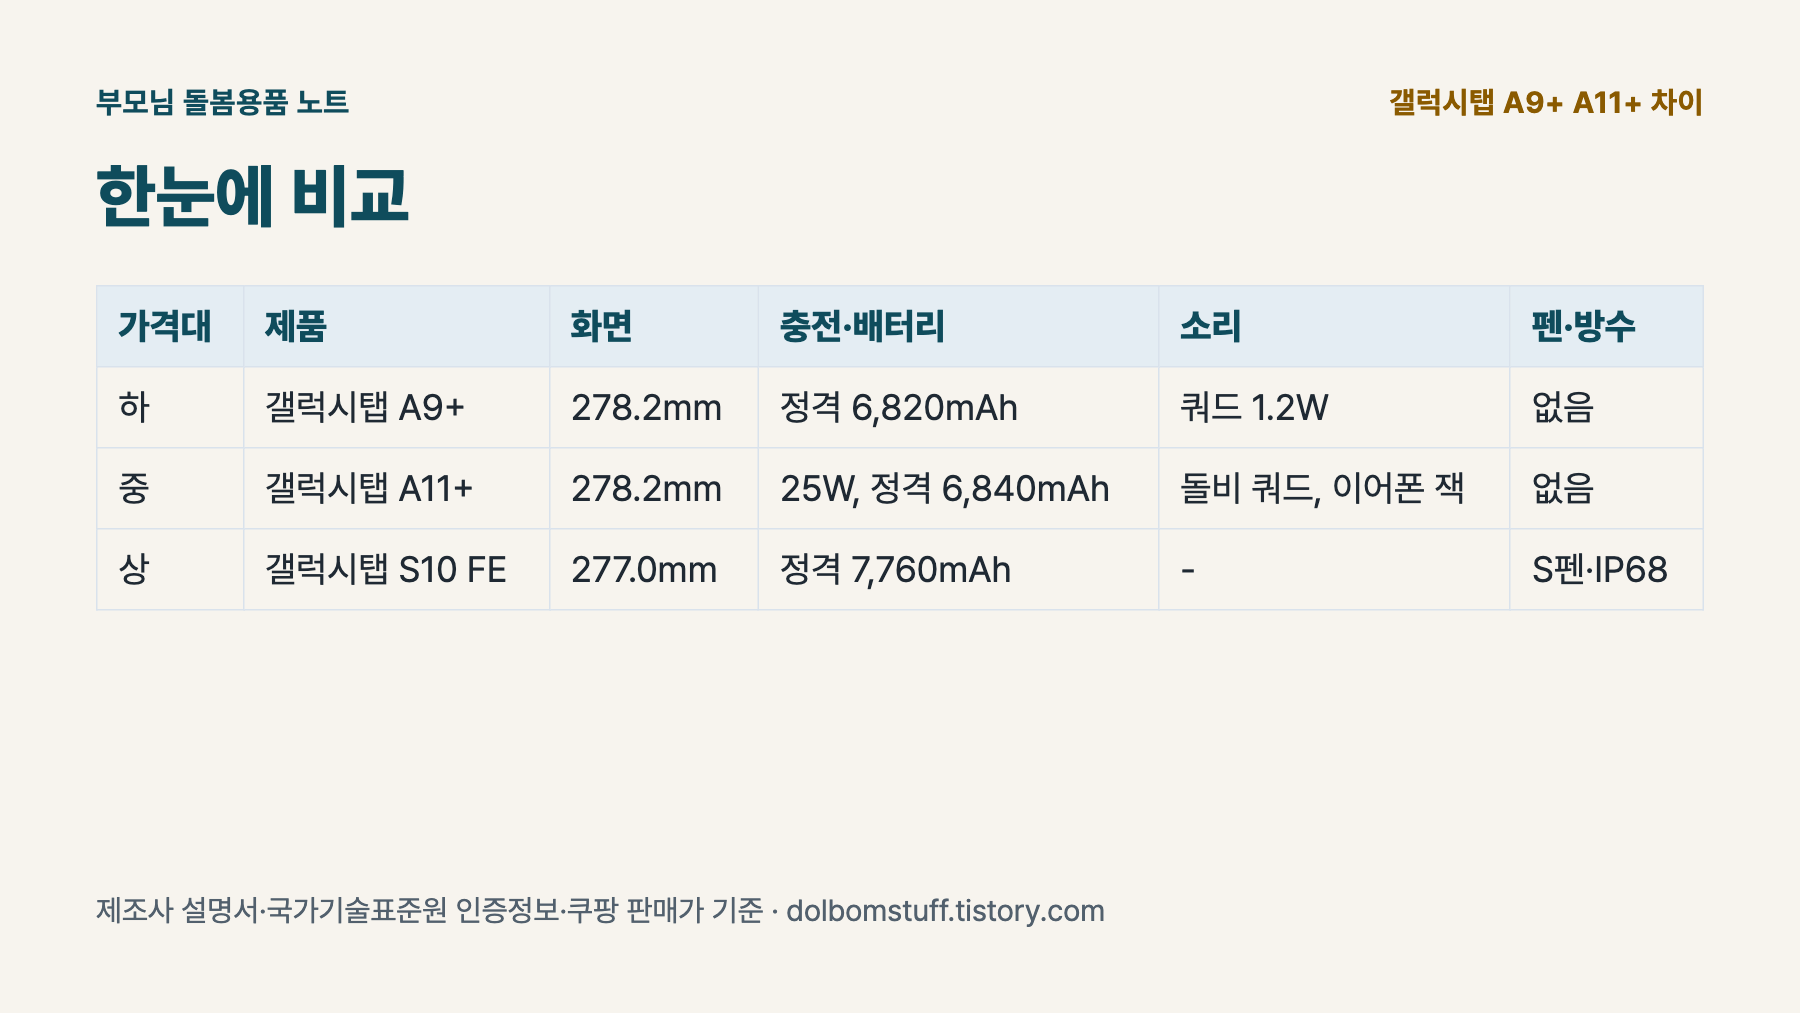 부모님 돌봄용품 노트
갤럭시탭 A9+ A11+ 차이
한눈에 비교
가격대 제품 화면 충전·배터리 소리 펜·방수
하 갤럭시탭 A9+ 278.2mm 정격 6,820mAh 쿼드 1.2W 없음
중 갤럭시탭 A11+ 278.2mm 25W, 정격 6,840mAh 돌비 쿼드, 이어폰 잭 없음
상 갤럭시탭 S10 FE 277.0mm 정격 7,760mAh - S펜·IP68
제조사 설명서·국가기술표준원 인증정보·쿠팡 판매가 기준 · dolbomstuff.tistory.com